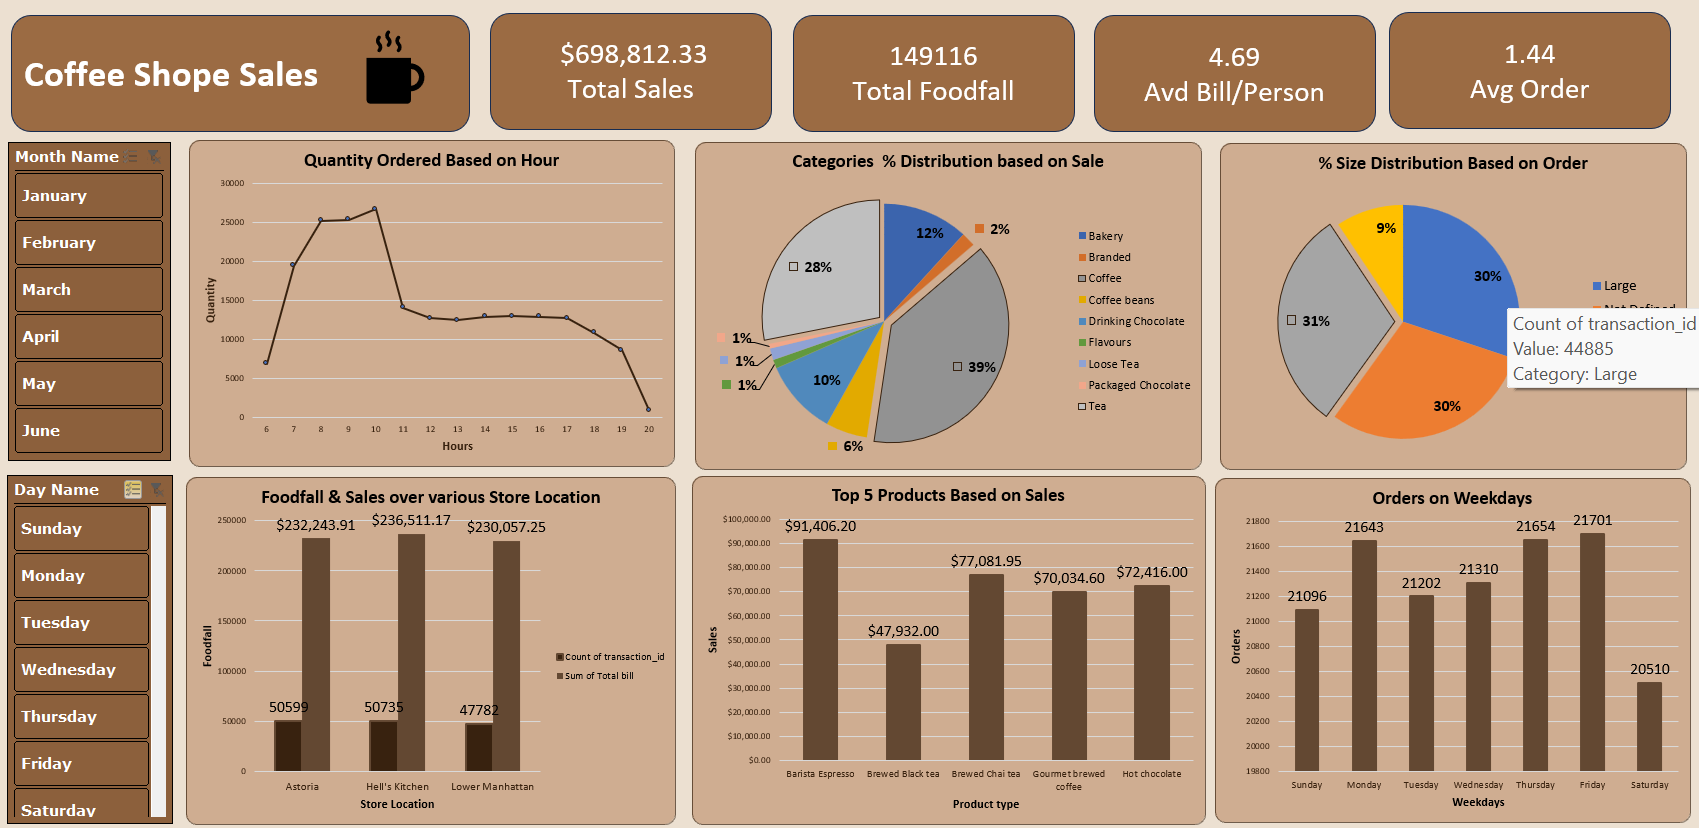 Coffee Shope Sales
$698,812.33
Total Sales
149116
Total Foodfall
4.69
Avd Bill/Person
1.44
Avg Order
Month Name
January
February
March
April
May
June
Day Name
Sunday
Monday
Tuesday
Wednesday
Thursday
Friday
Saturday
Quantity Ordered Based on Hour
Quantity
30000
25000
20000
15000
10000
5000
0
6 7 8 9 10 11 12 13 14 15 16 17 18 19 20
Hours
Categories % Distribution based on Sale
12%
2%
28%
39%
1%
1%
1%
10%
6%
Bakery
Branded
Coffee
Coffee beans
Drinking Chocolate
Flavours
Loose Tea
Packaged Chocolate
Tea
% Size Distribution Based on Order
9%
30%
31%
30%
Large
Count of transaction_id
Value: 44885
Category: Large
Foodfall & Sales over various Store Location
Foodfall
250000
200000
150000
100000
50000
0
$232,243.91
$236,511.17
$230,057.25
50599
50735
47782
Astoria
Hell's Kitchen
Lower Manhattan
Store Location
Count of transaction_id
Sum of Total bill
Top 5 Products Based on Sales
Sales
$100,000.00
$90,000.00
$80,000.00
$70,000.00
$60,000.00
$50,000.00
$40,000.00
$30,000.00
$20,000.00
$10,000.00
$0.00
$91,406.20
$47,932.00
$77,081.95
$70,034.60
$72,416.00
Barista Espresso
Brewed Black tea
Brewed Chai tea
Gourmet brewed
coffee
Hot chocolate
Product type
Orders on Weekdays
Orders
21800
21600
21400
21200
21000
20800
20600
20400
20200
20000
19800
21096
21643
21202
21310
21654
21701
20510
Sunday
Monday
Tuesday
Wednesday
Thursday
Friday
Saturday
Weekdays